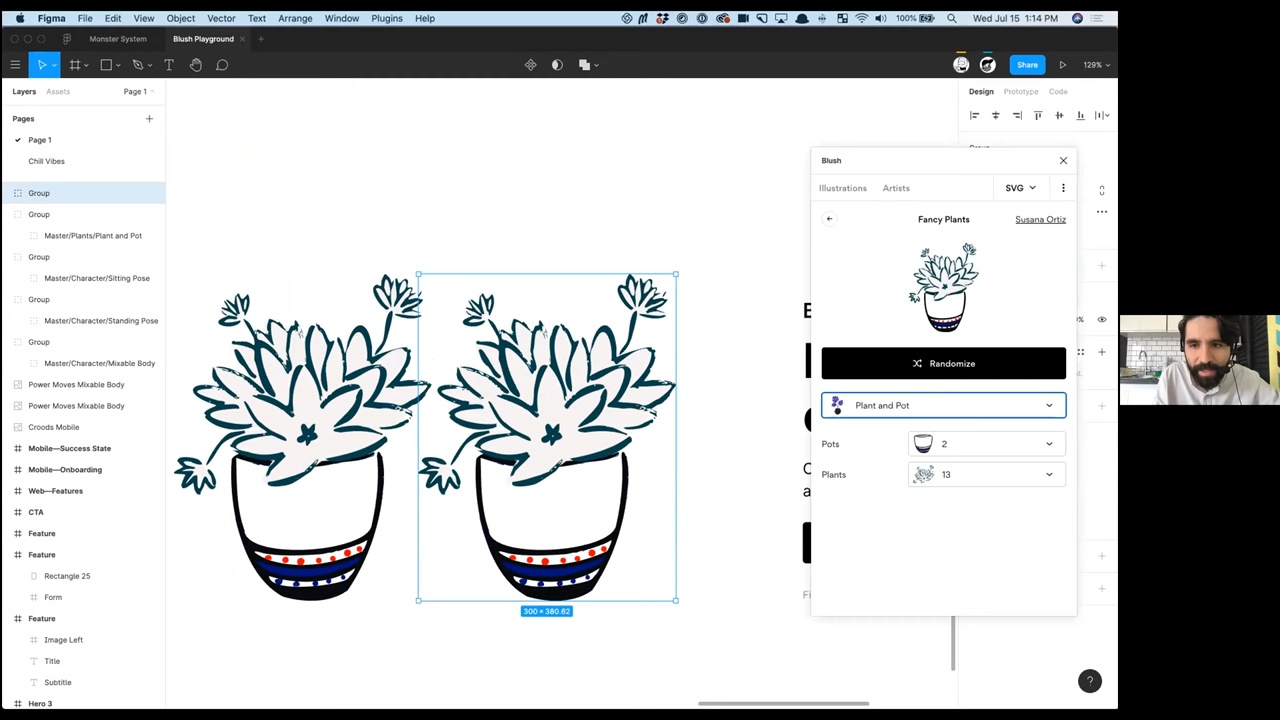 Figma File Edit View Object Vector Text Arrange Window Plugins Help 100% Wed Jul 15 1:14 PM
Monster System Blush Playground
Share 129%
Layers Assets Page 1
Design Prototype Code
Pages
Page 1
Chill Vibes
Group
Group
Master/Plants/Plant and Pot
Group
Master/Character/Sitting Pose
Group
Master/Character/Standing Pose
Group
Master/Character/Mixable Body
Power Moves Mixable Body
Power Moves Mixable Body
Croods Mobile
Mobile—Success State
Mobile—Onboarding
Web—Features
CTA
Feature
Feature
Rectangle 25
Form
Feature
Image Left
Title
Subtitle
Hero 3
300 × 380.62
Blush
Illustrations Artists SVG
Fancy Plants Susana Ortiz
Randomize
Plant and Pot
Pots 2
Plants 13
?